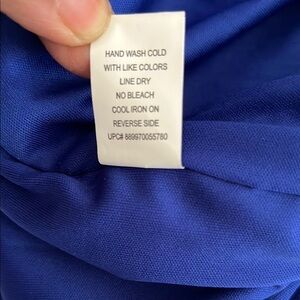 HAND WASH COLD
WITH LIKE COLORS
LINE DRY
NO BLEACH
COOL IRON ON
REVERSE SIDE
UPC# 889970055780